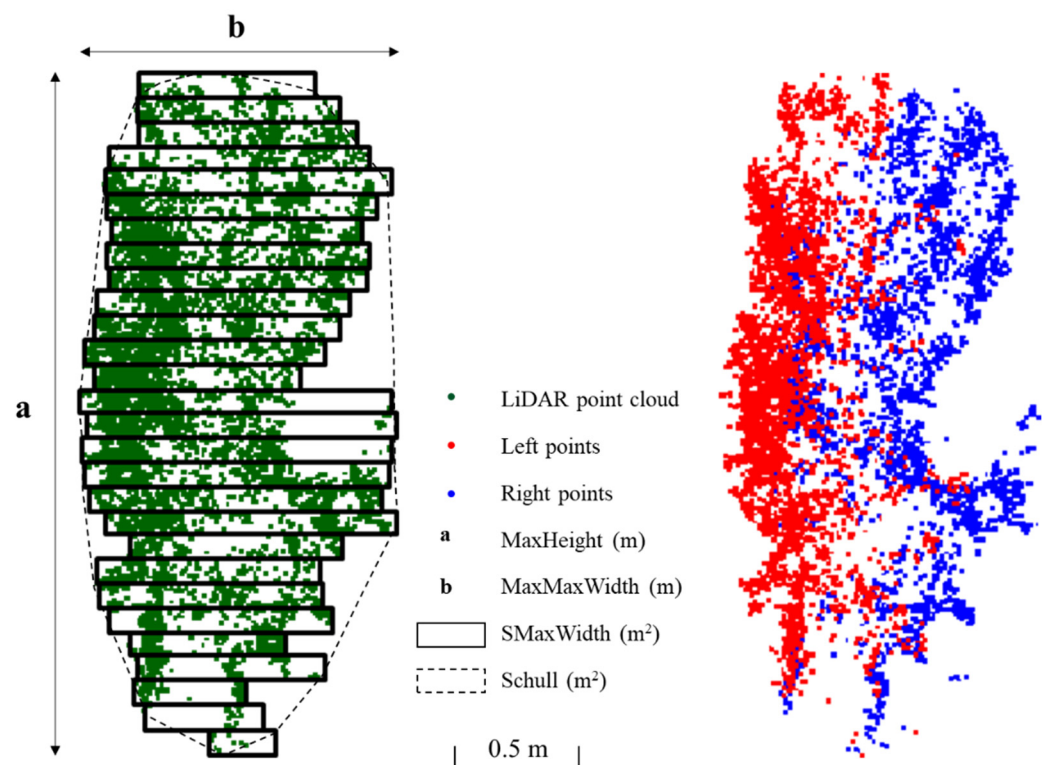 b
a
LiDAR point cloud
Left points
Right points
a MaxHeight (m)
b MaxMaxWidth (m)
SMaxWidth (m²)
Schull (m²)
0.5 m